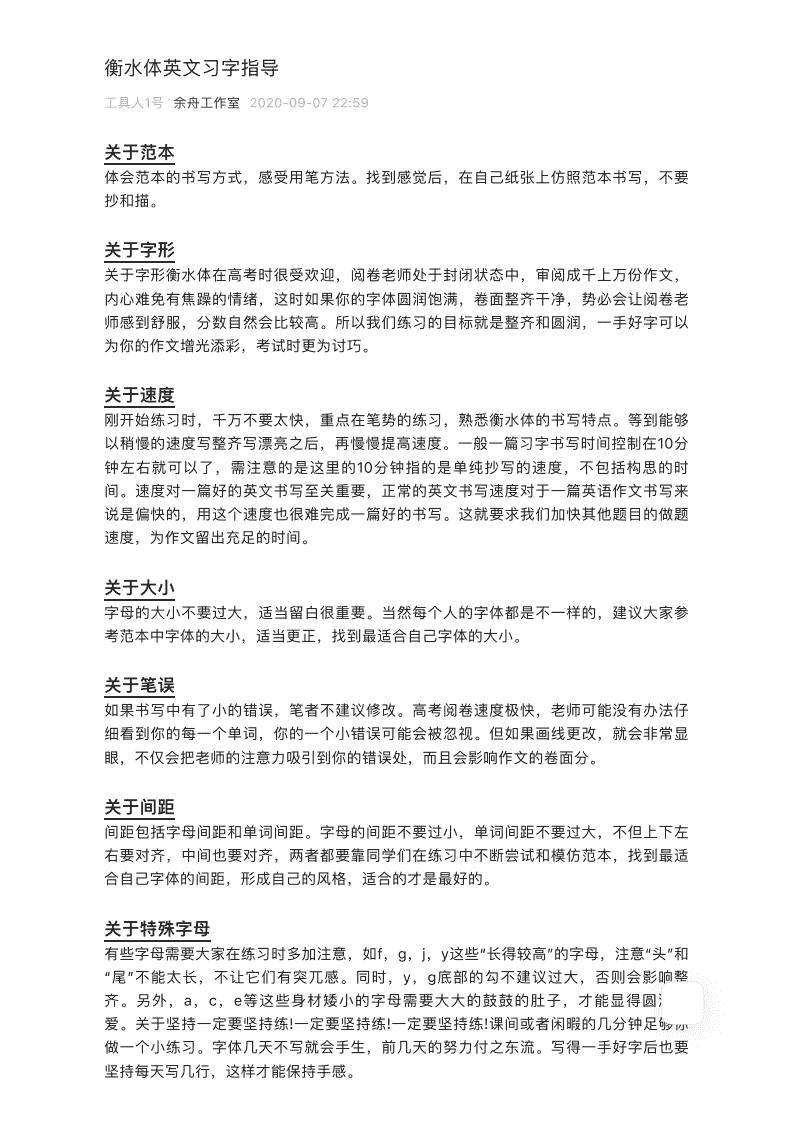 衡水体英文习字指导
工具人1号 余舟工作室 2020-09-07 22:59
关于范本
体会范本的书写方式，感受用笔方法。找到感觉后，在自己纸张上仿照范本书写，不要
抄和描。
关于字形
关于字形衡水体在高考时很受欢迎，阅卷老师处于封闭状态中，审阅成千上万份作文，
内心难免有焦躁的情绪，这时如果你的字体圆润饱满，卷面整齐干净，势必会让阅卷老
师感到舒服，分数自然会比较高。所以我们练习的目标就是整齐和圆润，一手好字可以
为你的作文增光添彩，考试时更为讨巧。
关于速度
刚开始练习时，千万不要太快，重点在笔势的练习，熟悉衡水体的书写特点。等到能够
以稍慢的速度写整齐写漂亮之后，再慢慢提高速度。一般一篇习字书写时间控制在10分
钟左右就可以了，需注意的是这里的10分钟指的是单纯抄写的速度，不包括构思的时
间。速度对一篇好的英文书写至关重要，正常的英文书写速度对于一篇英语作文书写来
说是偏快的，用这个速度也很难完成一篇好的书写。这就要求我们加快其他题目的做题
速度，为作文留出充足的时间。
关于大小
字母的大小不要过大，适当留白很重要。当然每个人的字体都是不一样的，建议大家参
考范本中字体的大小，适当更正，找到最适合自己字体的大小。
关于笔误
如果书写中有了小的错误，笔者不建议修改。高考阅卷速度极快，老师可能没有办法仔
细看到你的每一个单词，你的一个小错误可能会被忽视。但如果画线更改，就会非常显
眼，不仅会把老师的注意力吸引到你的错误处，而且会影响作文的卷面分。
关于间距
间距包括字母间距和单词间距。字母的间距不要过小，单词间距不要过大，不但上下左
右要对齐，中间也要对齐，两者都要靠同学们在练习中不断尝试和模仿范本，找到最适
合自己字体的间距，形成自己的风格，适合的才是最好的。
关于特殊字母
有些字母需要大家在练习时多加注意，如f，g，j，y这些“长得较高”的字母，注意“头”和
“尾”不能太长，不让它们有突兀感。同时，y，g底部的勾不建议过大，否则会影响整
齐。另外，a，c，e等这些身材矮小的字母需要大大的鼓鼓的肚子，才能显得圆
爱。关于坚持一定要坚持练!一定要坚持练!一定要坚持练!课间或者闲暇的几分钟足够你
做一个小练习。字体几天不写就会手生，前几天的努力付之东流。写得一手好字后也要
坚持每天写几行，这样才能保持手感。